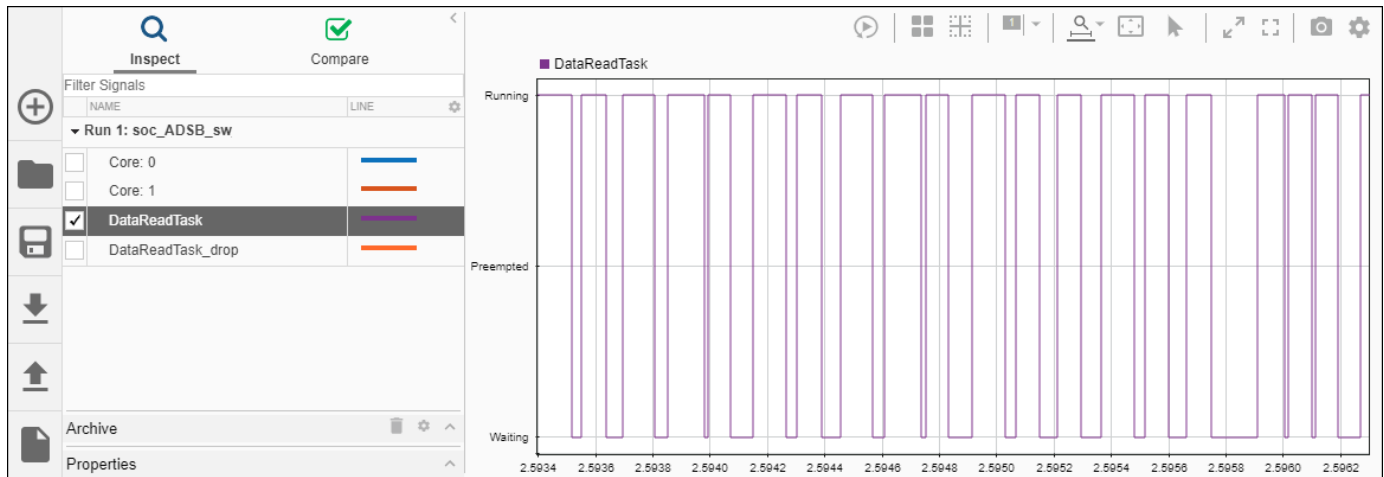 Inspect
Compare
Filter Signals
NAME
LINE
Run 1: soc_ADSB_sw
Core: 0
Core: 1
DataReadTask
DataReadTask_drop
Archive
Properties
1
DataReadTask
Running
Preempted
Waiting
2.5934 2.5936 2.5938 2.5940 2.5942 2.5944 2.5946 2.5948 2.5950 2.5952 2.5954 2.5956 2.5958 2.5960 2.5962